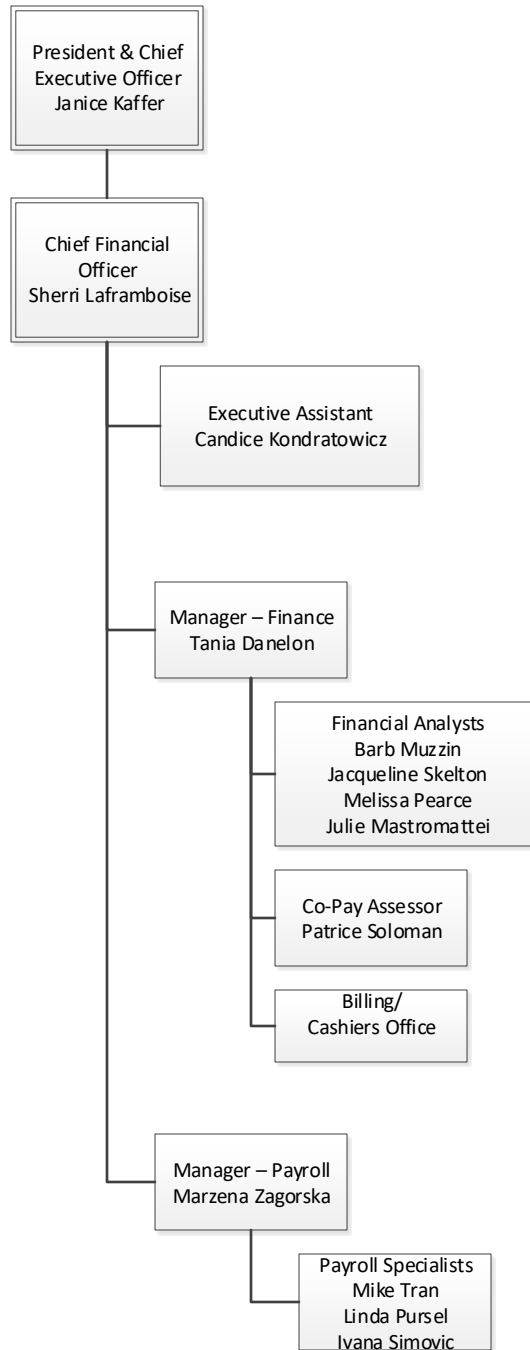 President & Chief
Executive Officer
Janice Kaffer
Chief Financial
Officer
Sherri Laframboise
Executive Assistant
Candice Kondratowicz
Manager – Finance
Tania Danelon
Financial Analysts
Barb Muzzin
Jacqueline Skelton
Melissa Pearce
Julie Mastromattei
Co-Pay Assessor
Patrice Soloman
Billing/
Cashiers Office
Manager – Payroll
Marzena Zagorska
Payroll Specialists
Mike Tran
Linda Pursel
Ivana Simovic